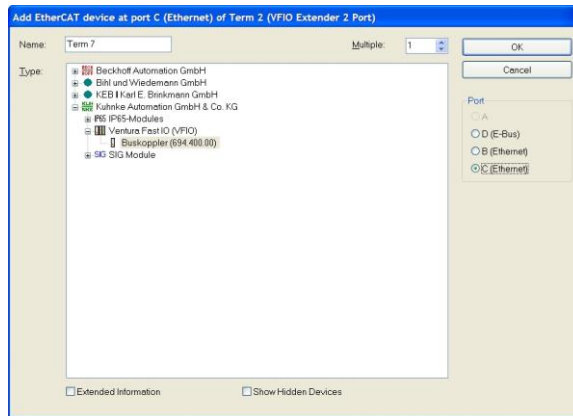 Add EtherCAT device at port C (Ethernet) of Term 2 (VFIO Extender 2 Port)
Name: Term 7 Multiple: 1 OK
Cancel
Type:
Beckhoff Automation GmbH
Bihl und Wiedemann GmbH
KEB Karl E. Brinkmann GmbH
Kuhnke Automation GmbH & Co. KG
IP65 IP65-Modules
Ventura Fast IO (VFIO)
Buskoppler (694.400.00)
SIG SIG Module
Port
A
D (E-Bus)
B (Ethernet)
C (Ethernet)
Extended Information Show Hidden Devices